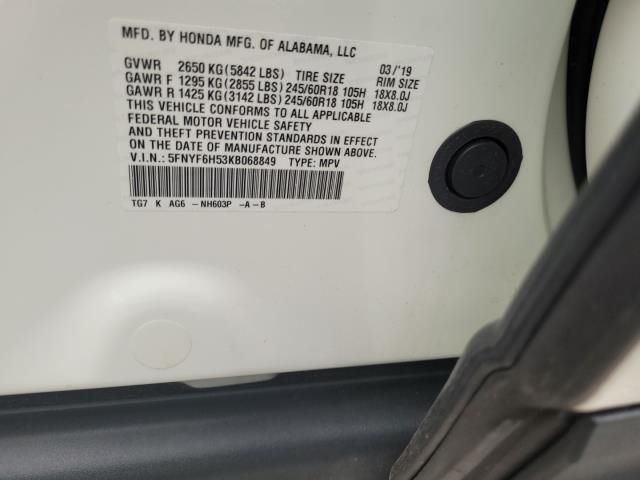 MFD. BY HONDA MFG. OF ALABAMA, LLC
GVWR 2650 KG(5842 LBS) TIRE SIZE 03/'19 RIM SIZE
GAWR F 1295 KG(2855 LBS) 245/60R18 105H 18X8.0J
GAWR R 1425 KG(3142 LBS) 245/60R18 105H 18X8.0J
THIS VEHICLE CONFORMS TO ALL APPLICABLE
FEDERAL MOTOR VEHICLE SAFETY
STANDARDS AND THEFT PREVENTION IN EFFECT
ON THE DATE OF MANUFACTURE SHOWN ABOVE.
V.I.N.: 5FNYF6H53KB068849 TYPE: MPV
TG7 K AG6 -NH603P -A-B